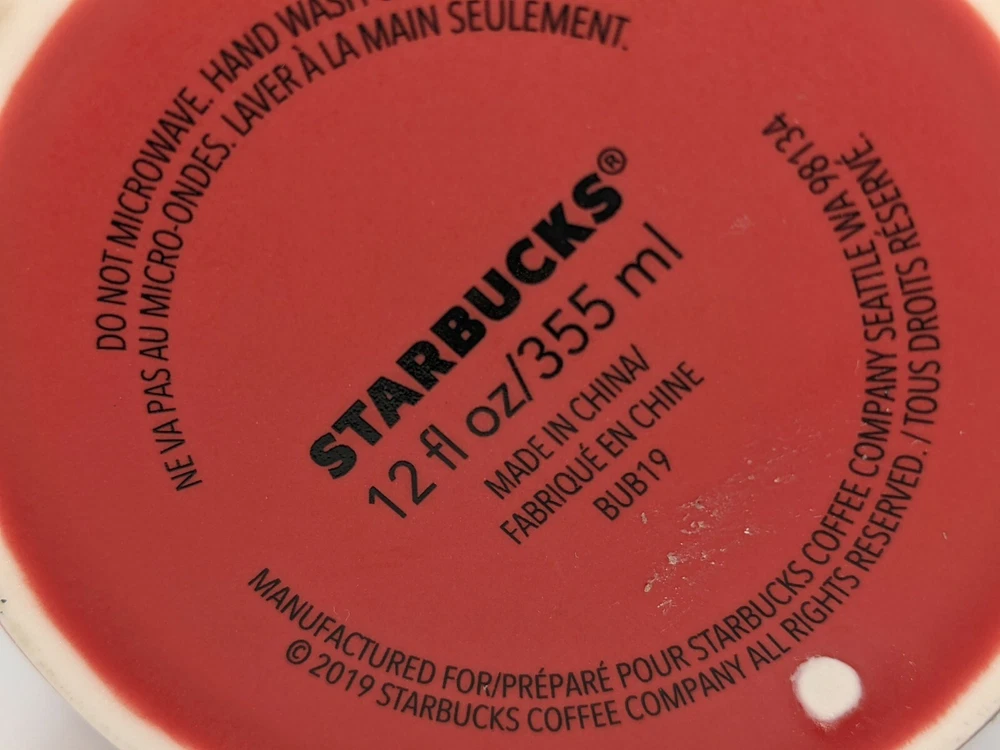 DO NOT MICROWAVE. HAND WASH
NE VA PAS AU MICRO-ONDES. LAVER À LA MAIN SEULEMENT.
STARBUCKS®
12 fl oz/355 ml
MADE IN CHINA/
FABRIQUÉ EN CHINE
BUB19
MANUFACTURED FOR/PRÉPARÉ POUR STARBUCKS COFFEE COMPANY SEATTLE WA 98134
© 2019 STARBUCKS COFFEE COMPANY ALL RIGHTS RESERVED. / TOUS DROITS RÉSERVÉ.